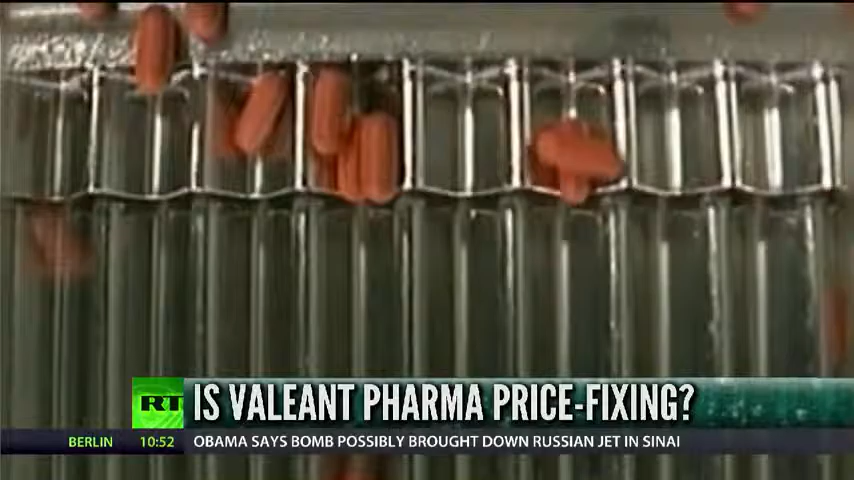 RT
IS VALEANT PHARMA PRICE-FIXING?
BERLIN 10:52 OBAMA SAYS BOMB POSSIBLY BROUGHT DOWN RUSSIAN JET IN SINAI